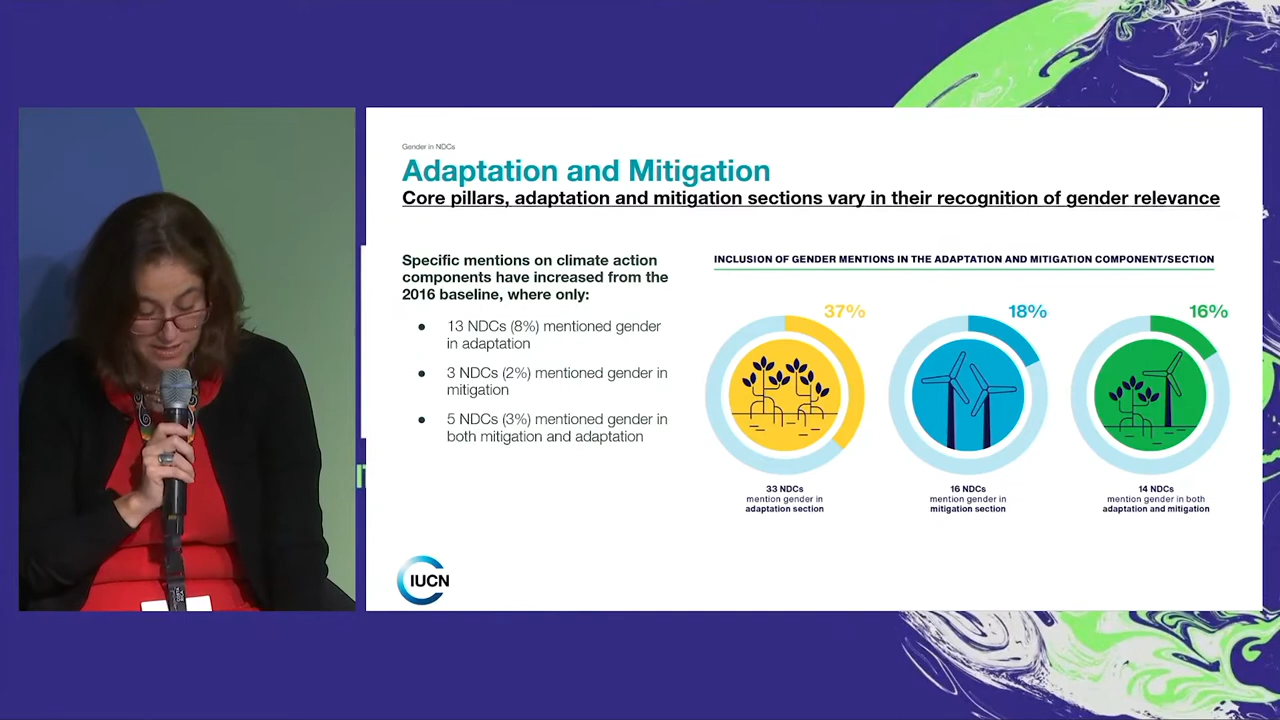 Gender in NDCs
Adaptation and Mitigation
Core pillars, adaptation and mitigation sections vary in their recognition of gender relevance
Specific mentions on climate action
components have increased from the
2016 baseline, where only:
● 13 NDCs (8%) mentioned gender
in adaptation
● 3 NDCs (2%) mentioned gender in
mitigation
● 5 NDCs (3%) mentioned gender in
both mitigation and adaptation
INCLUSION OF GENDER MENTIONS IN THE ADAPTATION AND MITIGATION COMPONENT/SECTION
37%
33 NDCs
mention gender in
adaptation section
18%
16 NDCs
mention gender in
mitigation section
16%
14 NDCs
mention gender in both
adaptation and mitigation
IUCN